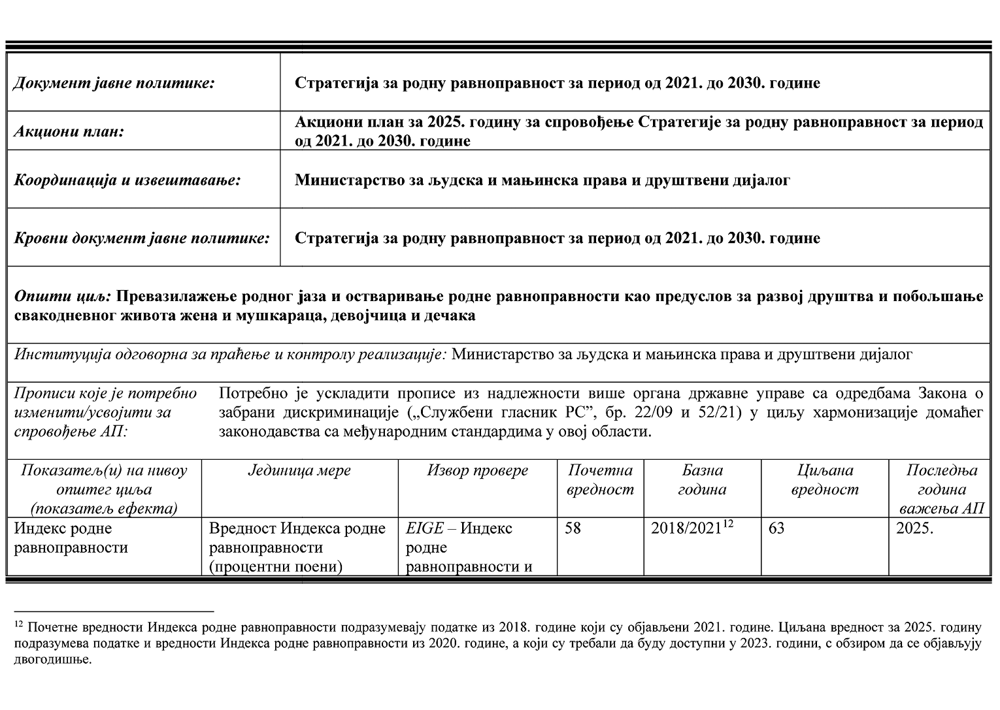 Документ јавне политике:
Стратегија за родну равноправност за период од 2021. до 2030. године
Акциони план:
Акциони план за 2025. годину за спровођење Стратегије за родну равноправност за период
од 2021. до 2030. године
Координација и извештавање:
Министарство за људска и мањинска права и друштвени дијалог
Кровни документ јавне политике:
Стратегија за родну равноправност за период од 2021. до 2030. године
Општи циљ: Превазилажење родног јаза и остваривање родне равноправности као предуслов за развој друштва и побољшање
свакодневног живота жена и мушкараца, девојчица и дечака
Институција одговорна за праћење и контролу реализације: Министарство за људска и мањинска права и друштвени дијалог
Прописи које је потребно
изменити/усвојити за
спровођење АП:
Потребно је ускладити прописе из надлежности више органа државне управе са одредбама Закона о
забрани дискриминације („Службени гласник РС”, бр. 22/09 и 52/21) у циљу хармонизације домаћег
законодавства са међународним стандардима у овој области.
Показатељ(и) на нивоу
општег циља
(показатељ ефекта)
Јединица мере
Извор провере
Почетна
вредност
Базна
година
Циљана
вредност
Последња
година
важења АП
Индекс родне
равноправности
Вредност Индекса родне
равноправности
(процентни поени)
EIGE – Индекс
родне
равноправности и
58
2018/2021¹²
63
2025.
¹² Почетне вредности Индекса родне равноправности подразумевају податке из 2018. године који су објављени 2021. године. Циљана вредност за 2025. годину
подразумева податке и вредности Индекса родне равноправности из 2020. године, а који су требали да буду доступни у 2023. години, с обзиром да се објављују
двогодишње.